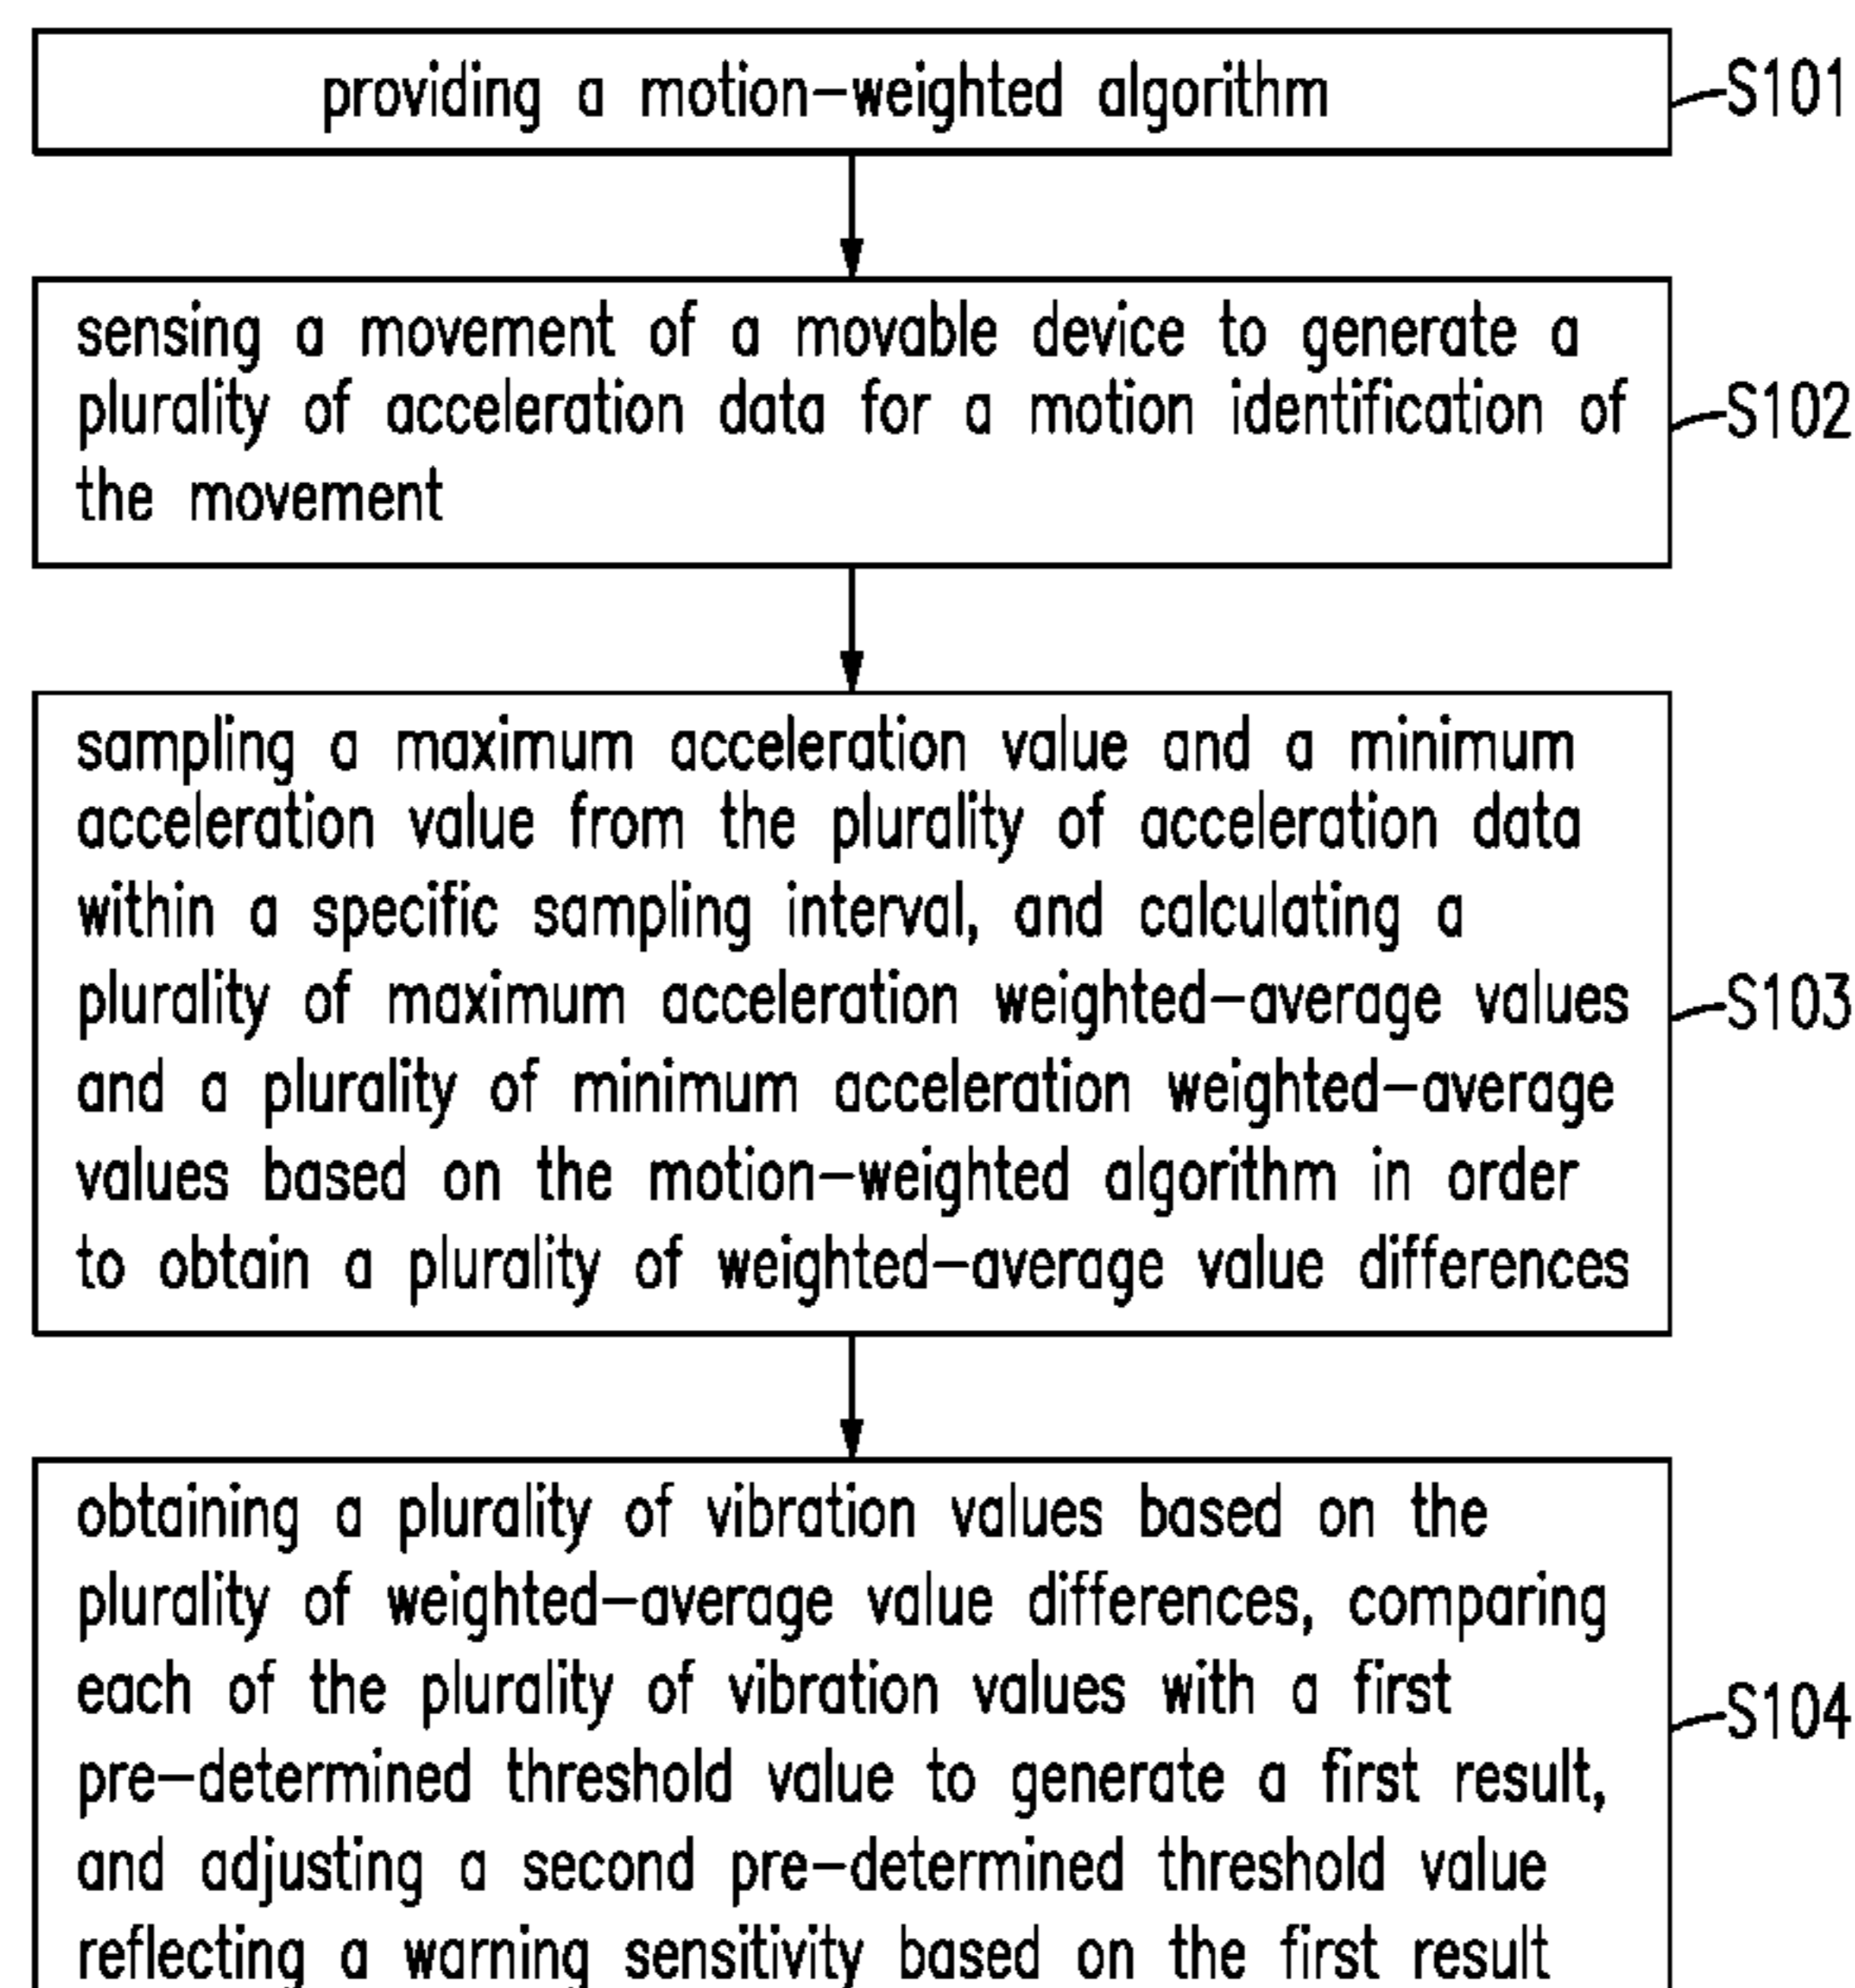 providing a motion-weighted algorithm
S101
sensing a movement of a movable device to generate a
plurality of acceleration data for a motion identification of
the movement
S102
sampling a maximum acceleration value and a minimum
acceleration value from the plurality of acceleration data
within a specific sampling interval, and calculating a
plurality of maximum acceleration weighted-average values
and a plurality of minimum acceleration weighted-average
values based on the motion-weighted algorithm in order
to obtain a plurality of weighted-average value differences
S103
obtaining a plurality of vibration values based on the
plurality of weighted-average value differences, comparing
each of the plurality of vibration values with a first
pre-determined threshold value to generate a first result,
and adjusting a second pre-determined threshold value
reflecting a warning sensitivity based on the first result
S104